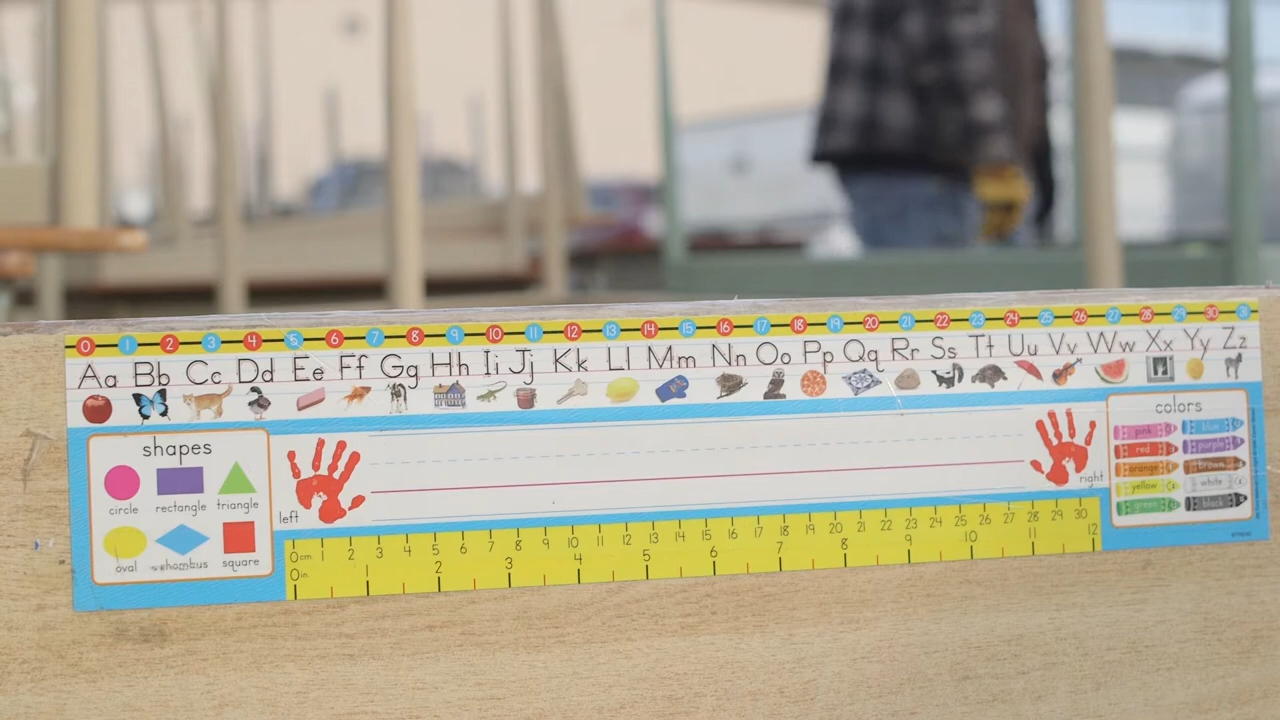 0 1 2 3 4 5 6 7 8 9 10 11 12 13 14 15 16 17 18 19 20 21 22 23 24 25 26 27 28 29 30 31
Aa Bb Cc Dd Ee Ff Gg Hh Ii Jj Kk Ll Mm Nn Oo Pp Qq Rr Ss Tt Uu Vv Ww Xx Yy Zz
shapes
circle rectangle triangle
oval rhombus square
left
right
colors
pink blue
red purple
orange brown
yellow white
green black
0cm 1 2 3 4 5 6 7 8 9 10 11 12 13 14 15 16 17 18 19 20 21 22 23 24 25 26 27 28 29 30
0in. 2 3 4 5 6 7 8 9 10 11 12